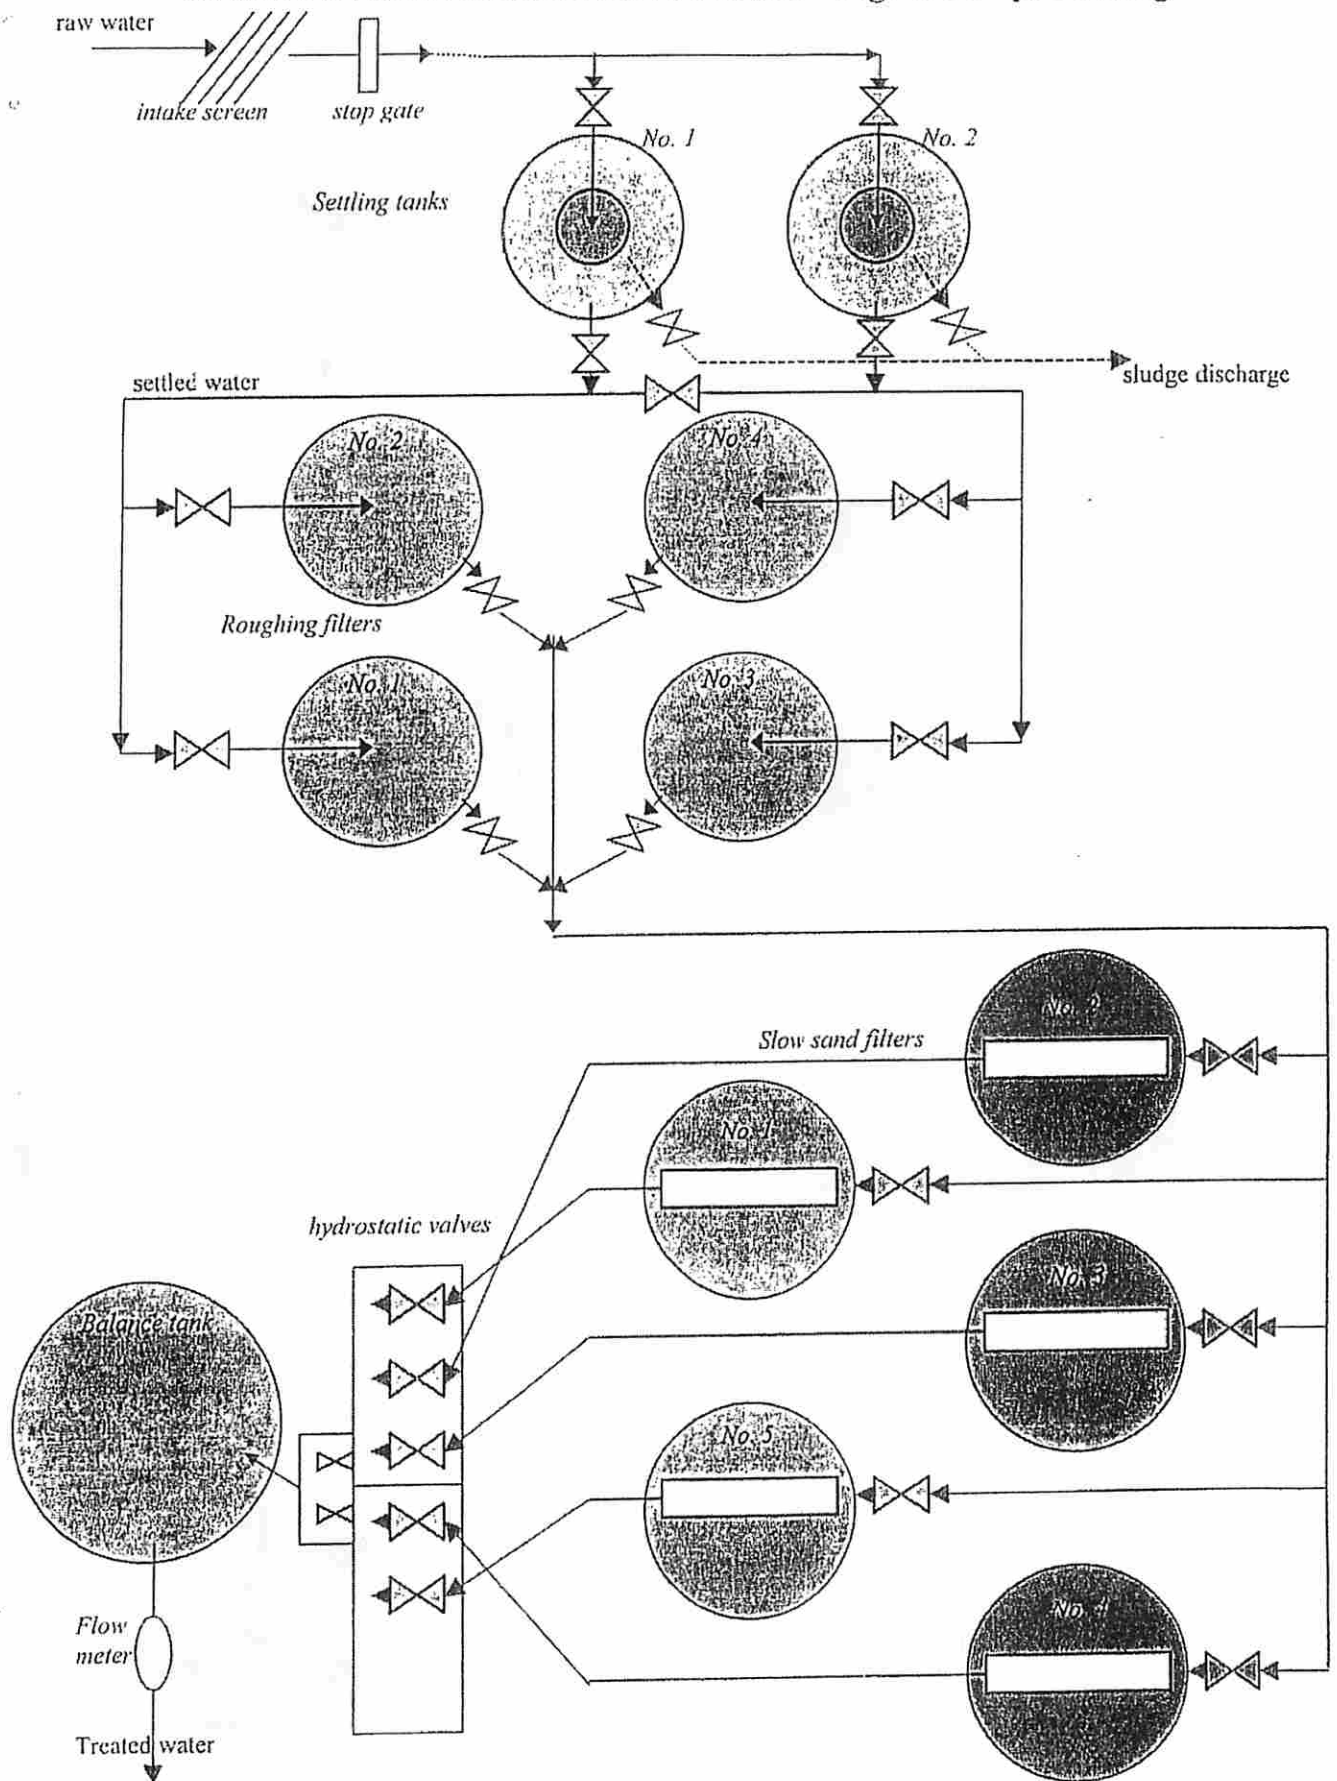 raw water
intake screen
stop gate
No. 1
No. 2
Settling tanks
settled water
sludge discharge
No. 2
No. 4
Roughing filters
No. 1
No. 3
No. 2
Slow sand filters
No. 1
hydrostatic valves
No. 3
Balance tank
No. 5
No. 4
Flow
meter
Treated water